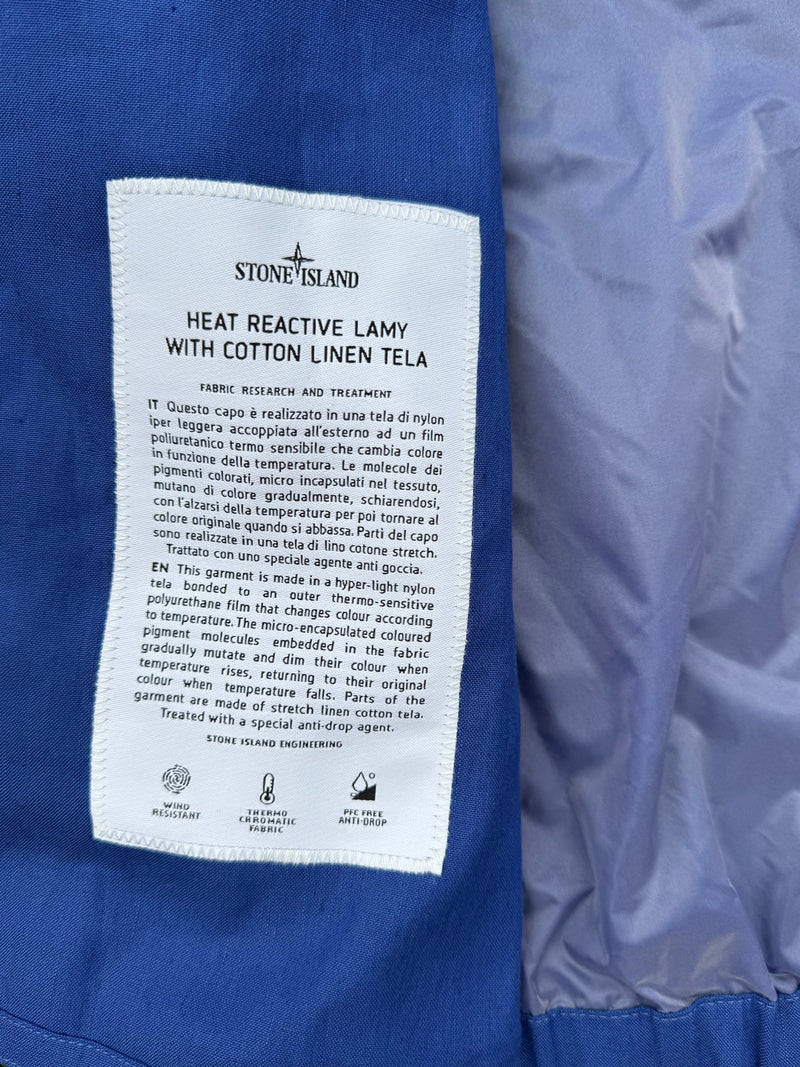 STONE ISLAND
HEAT REACTIVE LAMY
WITH COTTON LINEN TELA
FABRIC RESEARCH AND TREATMENT
IT Questo capo è realizzato in una tela di nylon
iper leggera accoppiata all'esterno ad un film
poliuretanico termo sensibile che cambia colore
in funzione della temperatura. Le molecole dei
pigmenti colorati, micro incapsulati nel tessuto,
mutano di colore gradualmente, schiarendosi,
con l'alzarsi della temperatura per poi tornare al
colore originale quando si abbassa. Parti del capo
sono realizzate in una tela di lino cotone stretch.
Trattato con uno speciale agente anti goccia.
EN This garment is made in a hyper-light nylon
tela bonded to an outer thermo-sensitive
polyurethane film that changes colour according
to temperature. The micro-encapsulated coloured
pigment molecules embedded in the fabric
gradually mutate and dim their colour when
temperature rises, returning to their original
colour when temperature falls. Parts of the
garment are made of stretch linen cotton tela.
Treated with a special anti-drop agent.
STONE ISLAND ENGINEERING
WIND
RESISTANT
THERMO
CHROMATIC
FABRIC
PFC FREE
ANTI-DROP